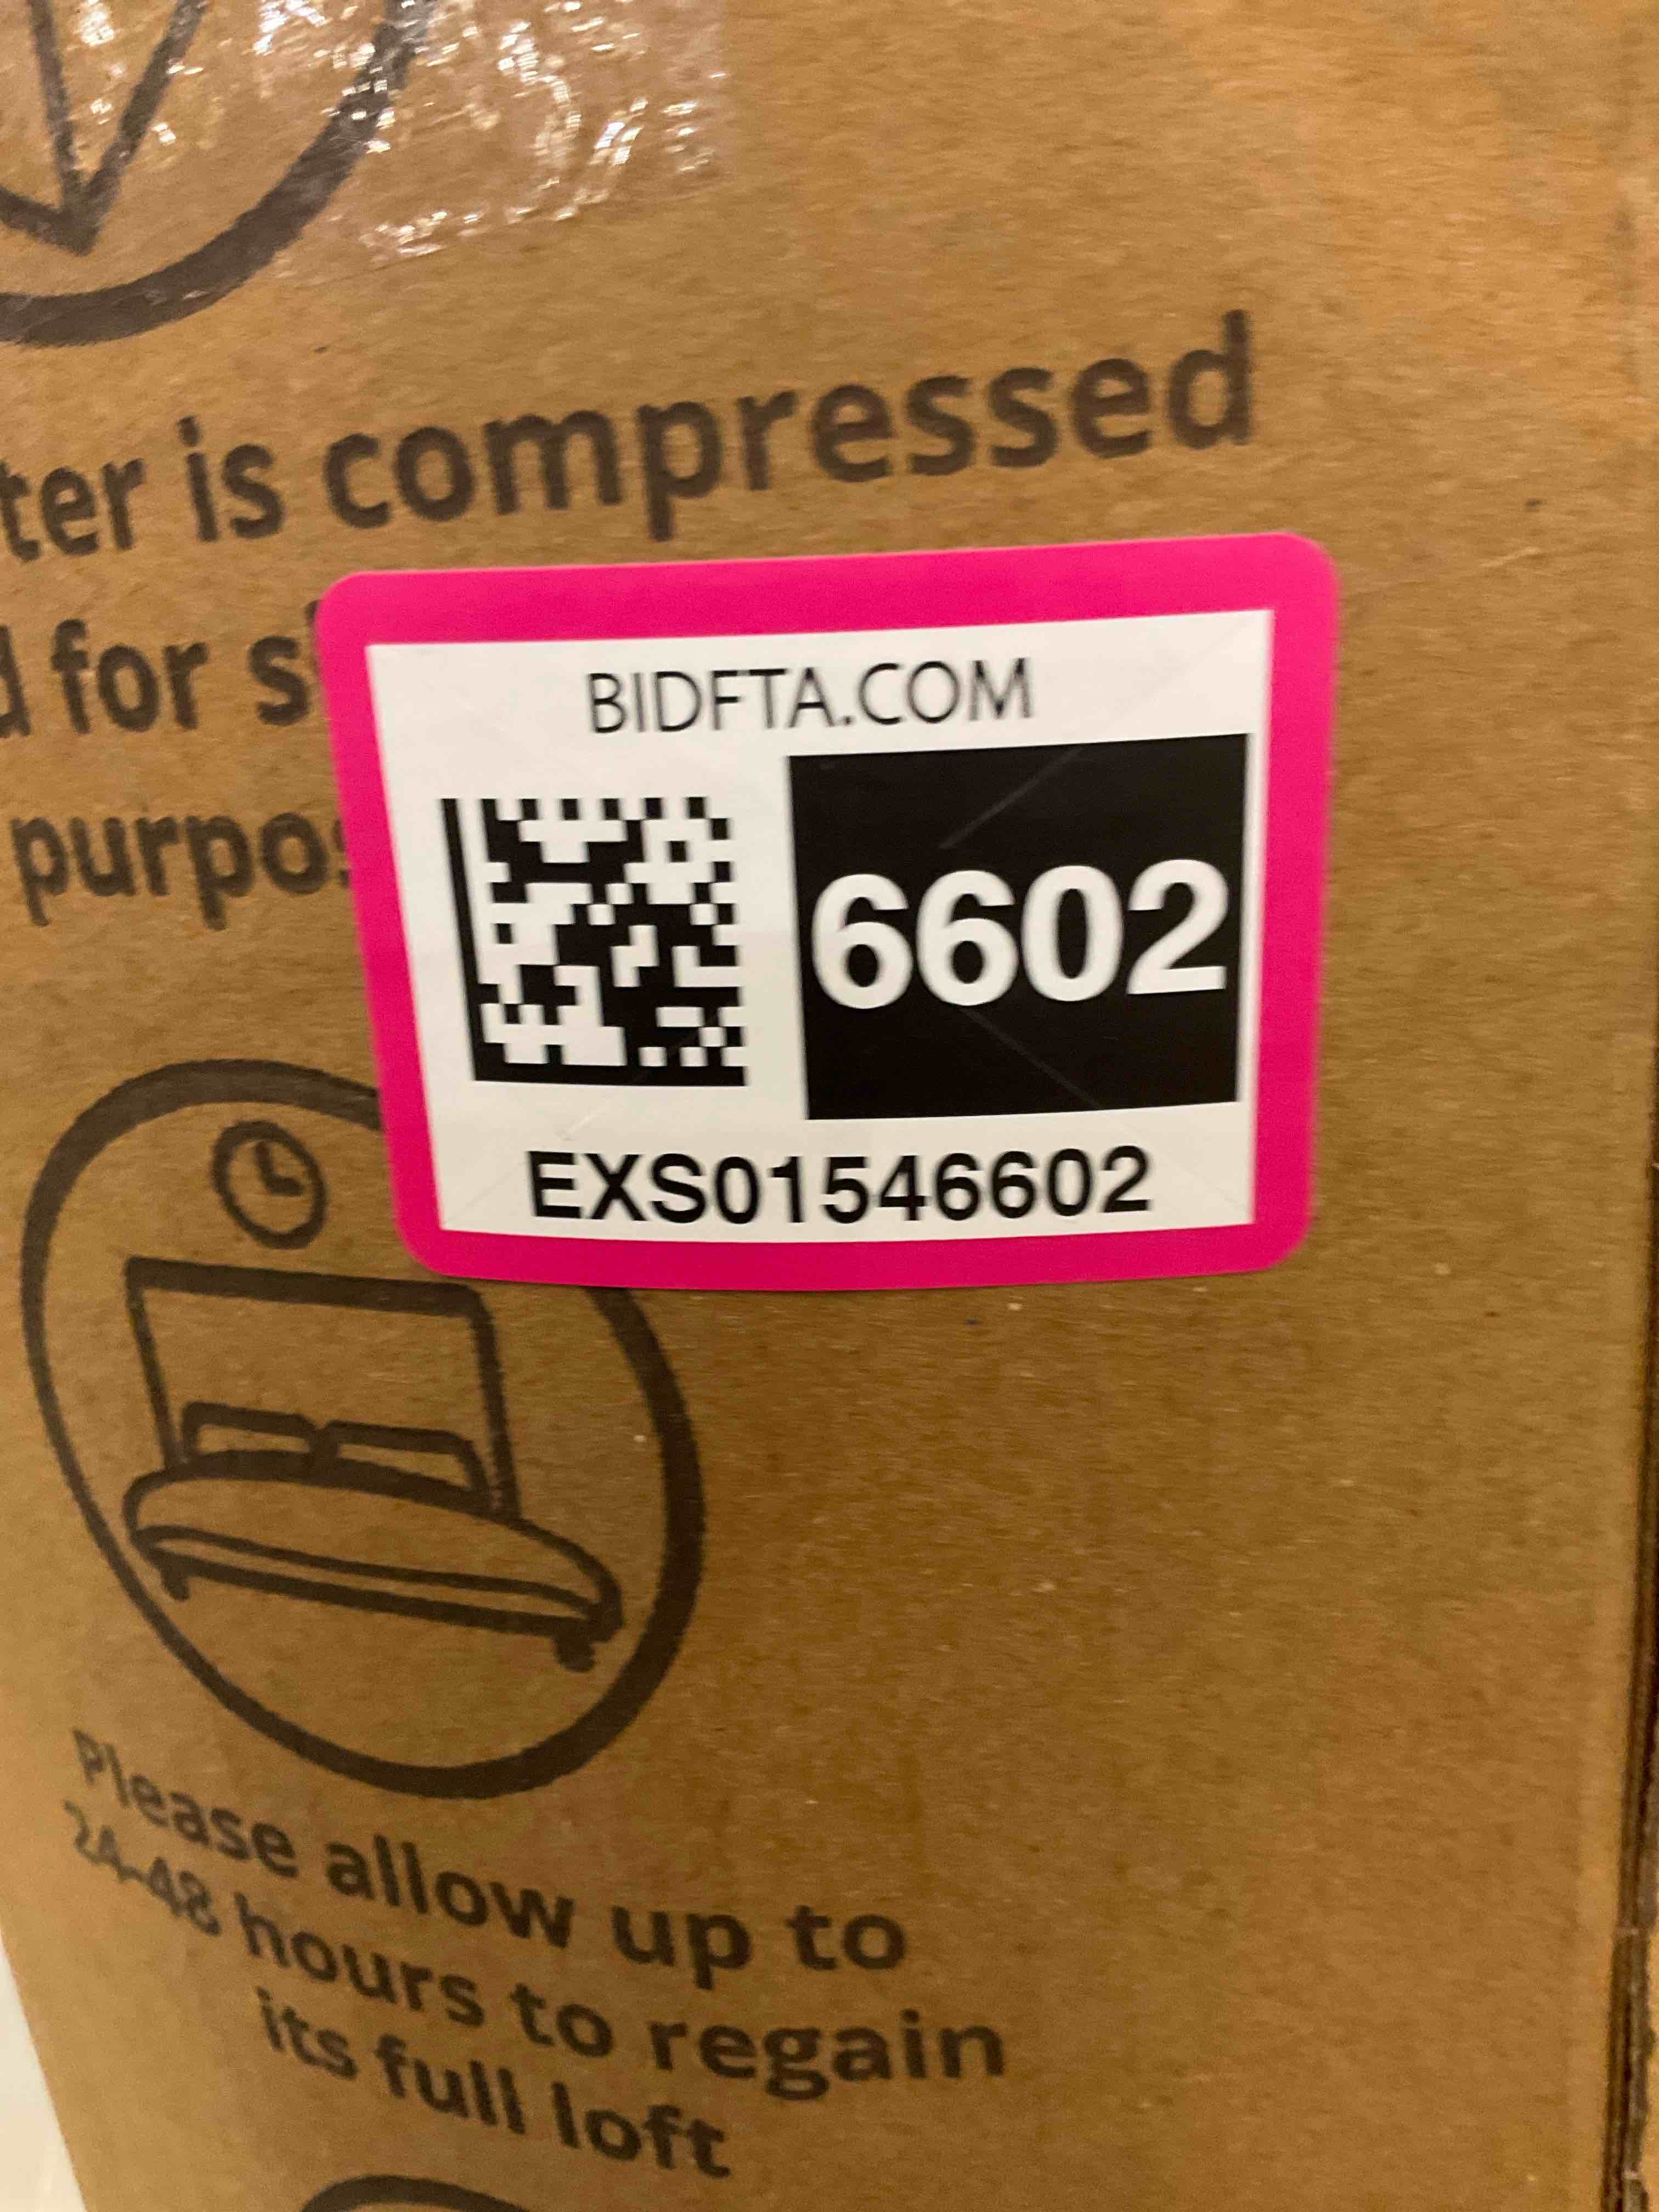 ter is compressed
d for s
purpos
BIDFTA.COM
6602
EXS01546602
Please allow up to
24-48 hours to regain
its full loft